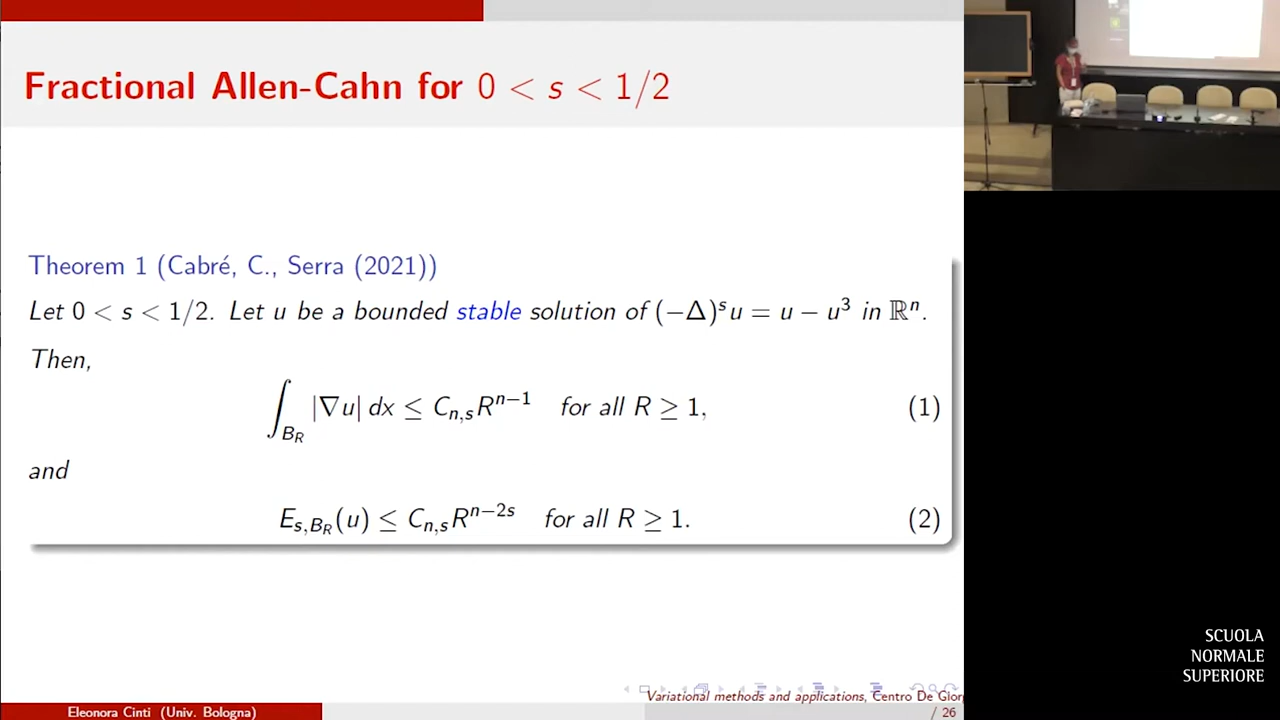 Fractional Allen-Cahn for 0 < s < 1/2
Theorem 1 (Cabré, C., Serra (2021))
Let 0 < s < 1/2. Let u be a bounded stable solution of (−Δ)ˢu = u − u³ in ℝⁿ.
Then,
∫_{B_R} |∇u| dx ≤ C_{n,s}R^{n−1} for all R ≥ 1, (1)
and
E_{s,B_R}(u) ≤ C_{n,s}R^{n−2s} for all R ≥ 1. (2)
Variational methods and applications, Centro De Gior
Eleonora Cinti (Univ. Bologna)
/ 26
SCUOLA
NORMALE
SUPERIORE